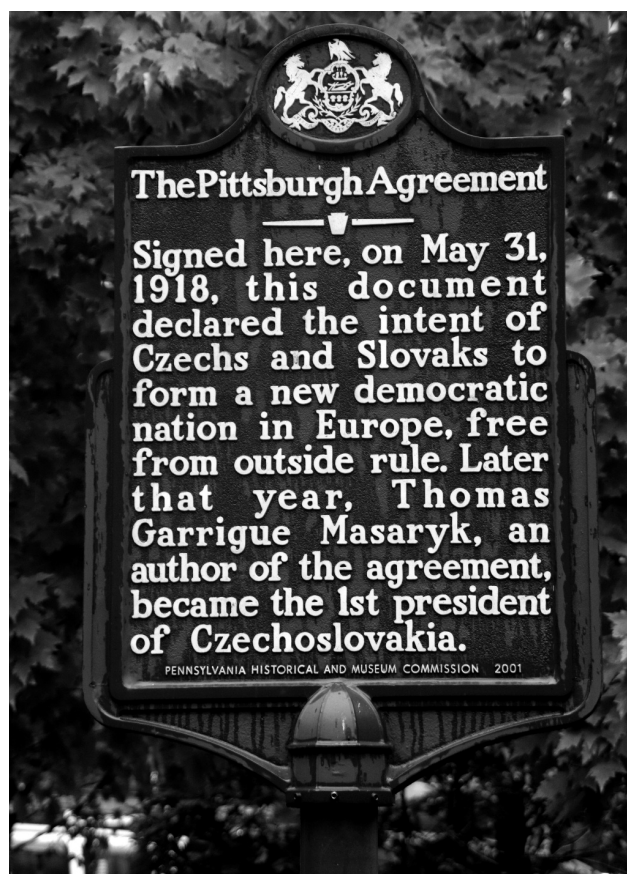 The Pittsburgh Agreement
Signed here, on May 31,
1918, this document
declared the intent of
Czechs and Slovaks to
form a new democratic
nation in Europe, free
from outside rule. Later
that year, Thomas
Garrigue Masaryk, an
author of the agreement,
became the 1st president
of Czechoslovakia.
PENNSYLVANIA HISTORICAL AND MUSEUM COMMISSION 2001